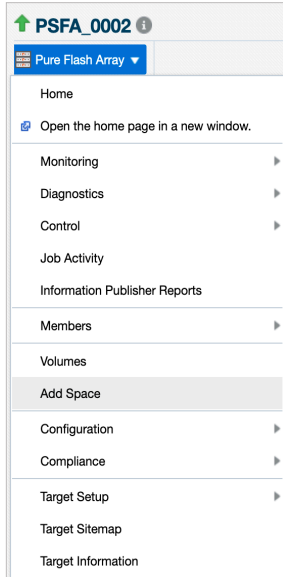 PSFA_0002
Pure Flash Array
Home
Open the home page in a new window.
Monitoring
Diagnostics
Control
Job Activity
Information Publisher Reports
Members
Volumes
Add Space
Configuration
Compliance
Target Setup
Target Sitemap
Target Information